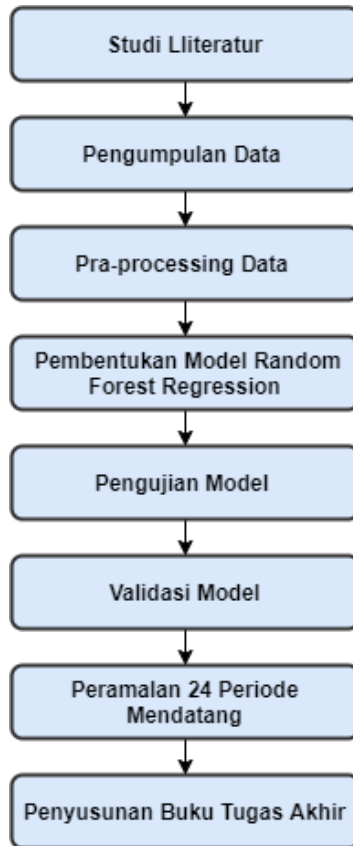 Studi Lliteratur
Pengumpulan Data
Pra-processing Data
Pembentukan Model Random
Forest Regression
Pengujian Model
Validasi Model
Peramalan 24 Periode
Mendatang
Penyusunan Buku Tugas Akhir